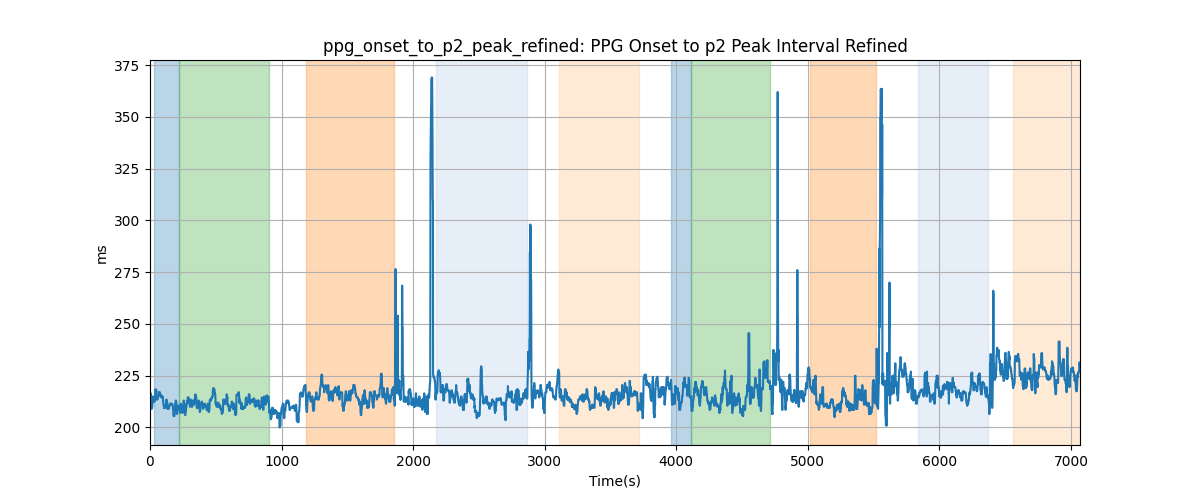 ppg_onset_to_p2_peak_refined: PPG Onset to p2 Peak Interval Refined
375
350
325
300
275
250
225
200
ms
0 1000 2000 3000 4000 5000 6000 7000
Time(s)